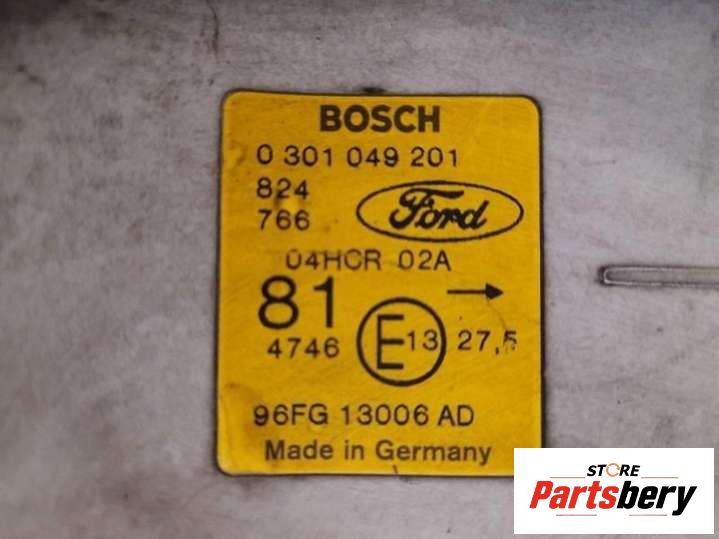 BOSCH
0 301 049 201
824
766
Ford
04HCR 02A
81
4746 E13 27,5
96FG 13006 AD
Made in Germany
STORE
Partsbery